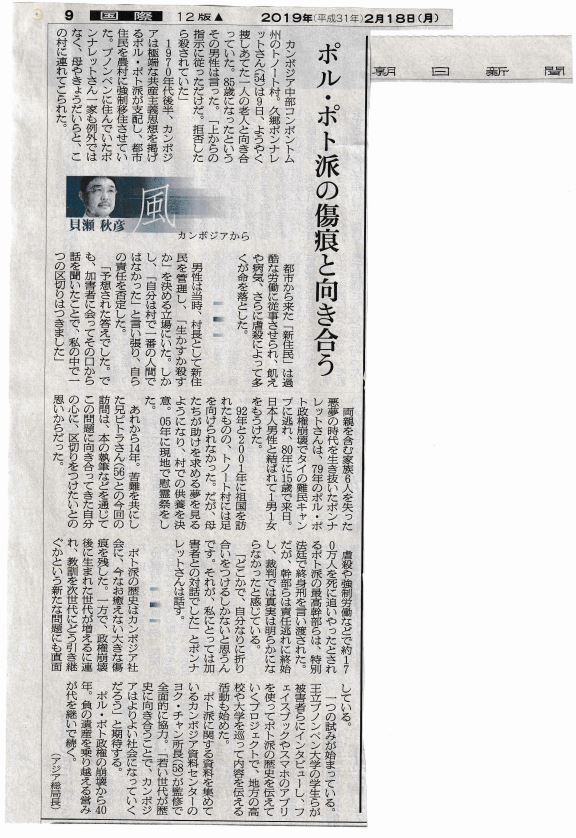 9 国際 12版▲ 2019年(平成31年)2月18日(月)
朝日新聞
ポル・ポト派の傷痕と向き合う
カンボジア中部コンポントム
州のトノート村。久郷ポンナレ
ットさん(54)は9日、ようやく
捜しあてた一人の老人と向き合
っていた。85歳になったという
その男性は言った。「上からの
指示に従っただけだ。拒否した
ら殺されていた」
1970年代後半、カンボジ
アは極端な共産主義思想を掲げ
るポル・ポト派が支配し、都市
住民を農村に強制移住させてい
た。プノンペンに住んでいたポ
ンナレットさん一家も例外では
なく、母やきょうだいらと、こ
の村に連れてこられた。
風
貝瀬 秋彦
カンボジアから
都市から来た「新住民」は過
酷な労働に従事させられ、飢え
や病気、さらに虐殺によって多
くが命を落とした。
男性は当時、村長として新住
民を管理し、「生かすか殺す
か」を決める立場にいた。しか
し、「自分は村で一番の人間で
はなかった」と言い張り、自ら
の責任を否定した。
「予想された答えでした。で
も、加害者に会ってその口から
話を聞いたことで、私の中で一
つの区切りはつきました」
両親を含む家族6人を失った
悪夢の時代を生き抜いたポンナ
レットさんは、79年のポル・ポ
ト政権崩壊でタイの難民キャン
プに逃れ、80年に15歳で来日。
日本人男性と結ばれて1男1女
をもうけた。
92年と2001年に祖国を訪
れたものの、トノート村には足
を向けられなかった。だが、母
たちが助けを求める夢を見る
ようになり、村での供養を決
意。05年に現地で慰霊祭をし
た。
あれから14年。苦難を共にし
た兄ピトラさん(56)との今回の
訪問は、本の執筆などを通じて
この問題に向き合ってきた自分
の心に、区切りをつけたいとの
思いからだった。
虐殺や強制労働などで約17
0万人を死に追いやったとされ
るポト派の最高幹部らは、特別
法廷で終身刑を言い渡された。
だが、幹部らは責任逃れに終始
し、裁判では真実は明らかにな
らなかったと感じている。
「どこかで、自分なりに折り
合いをつけるしかないと思うん
です。それが、私にとっては加
害者との対話でした」とポンナ
レットさんは話す。
ポト派の歴史はカンボジア社
会に、今なお癒えない大きな傷
痕を残した。一方で、政権崩壊
後に生まれた世代が増えるに連
れ、教訓を次世代にどう引き継
ぐかという新たな問題にも直面
している。
一つの試みが始まっている。
王立プノンペン大学の学生らが
被害者らにインタビューし、フ
ェイスブックやスマホのアプリ
を使ってポト派の歴史を伝えて
いくプロジェクトで、地方の高
校や大学を巡って内容を伝える
活動も始めた。
ポト派に関する資料を集めて
いるカンボジア資料センターの
ヨク・チャン所長(58)が監修で
全面的に協力。「若い世代が歴
史に向き合うことで、カンボジ
アはよりよい社会になっていく
だろう」と期待する。
ポル・ポト政権の崩壊から40
年。負の遺産を乗り越える営み
が代を継いで続く。
(アジア総局長)